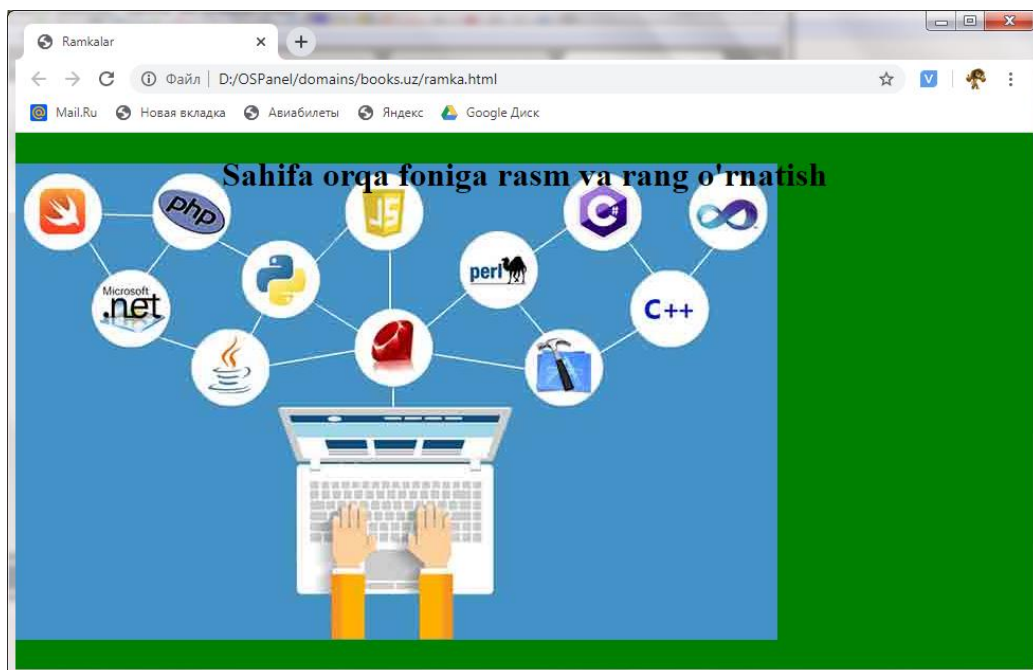 Ramkalar
Файл D:/OSPanel/domains/books.uz/ramka.html
V
Mail.Ru Новая вкладка Авиабилеты Яндекс Google Диск
Sahifa orqa foniga rasm va rang o'rnatish
php
JS
C#
Microsoft
.net
perl
C++